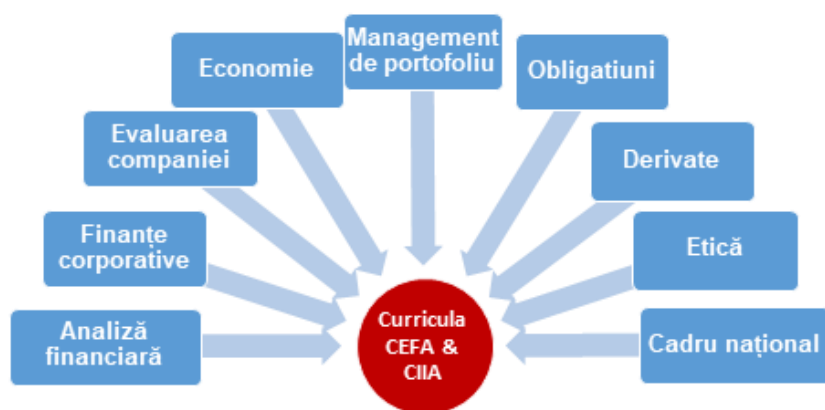 Management
de portofoliu
Economie
Obligatiuni
Evaluarea
companiei
Derivate
Finanțe
corporative
Etică
Analiză
financiară
Curricula
CEFA &
CIIA
Cadru național